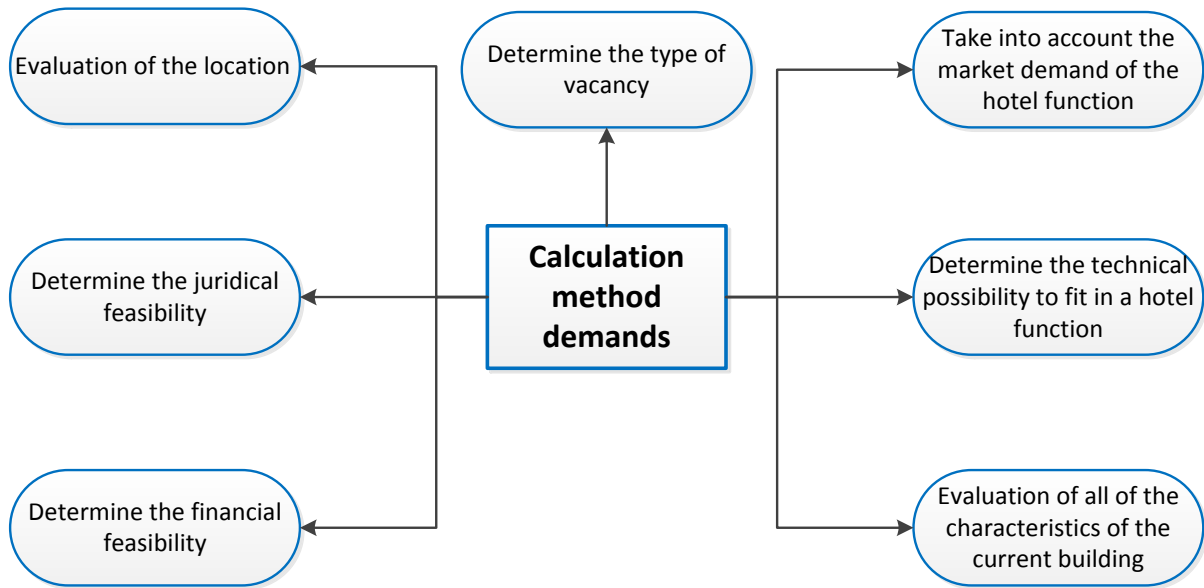 Evaluation of the location
Determine the type of
vacancy
Take into account the
market demand of the
hotel function
Determine the juridical
feasibility
Calculation
method
demands
Determine the technical
possibility to fit in a hotel
function
Determine the financial
feasibility
Evaluation of all of the
characteristics of the
current building